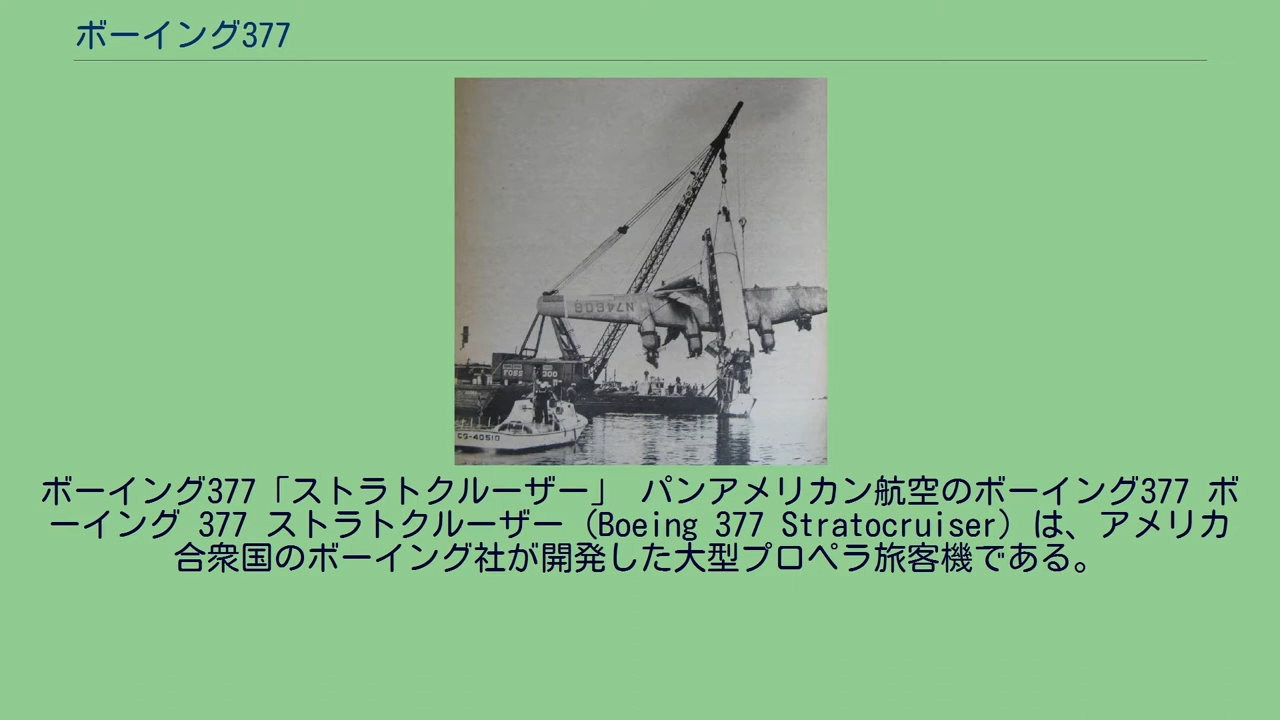 ボーイング377
N74608
TOSS
OOO
CG-40510
ボーイング377「ストラトクルーザー」 パンアメリカン航空のボーイング377 ボ
ーイング 377 ストラトクルーザー（Boeing 377 Stratocruiser）は、アメリカ
合衆国のボーイング社が開発した大型プロペラ旅客機である。